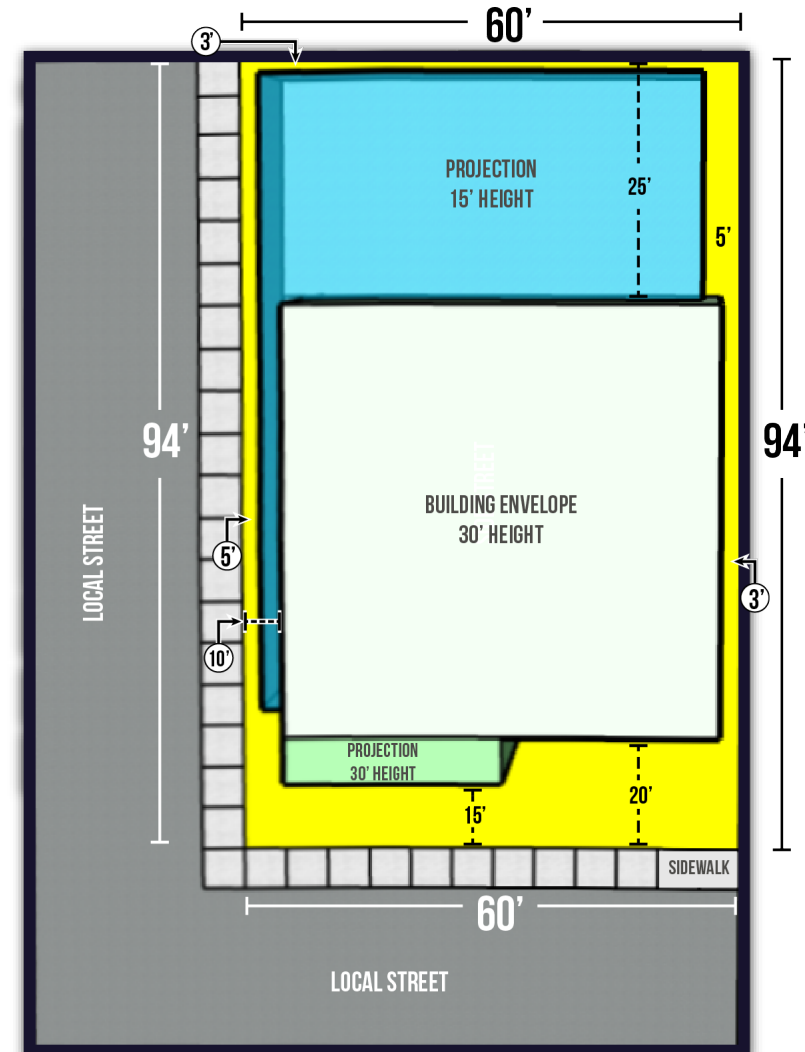 60’
3’
PROJECTION
15’ HEIGHT
25’
5’
94’
94’
STREET
BUILDING ENVELOPE
30’ HEIGHT
LOCAL STREET
5’
3’
10’
PROJECTION
30’ HEIGHT
15’
20’
SIDEWALK
60’
LOCAL STREET